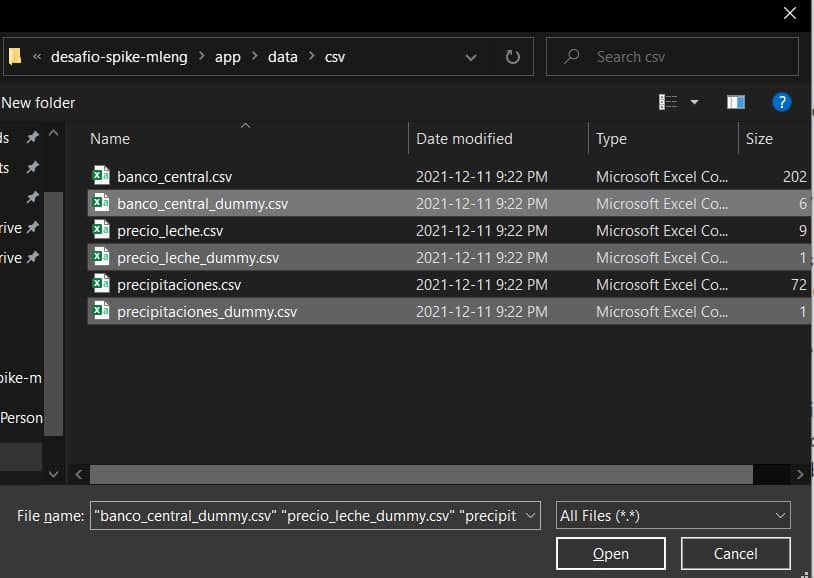 « desafio-spike-mleng > app > data > csv
Search csv
New folder
?
ds
ts
rive
rive
pike-m
Person
Name Date modified Type Size
banco_central.csv 2021-12-11 9:22 PM Microsoft Excel Co... 202
banco_central_dummy.csv 2021-12-11 9:22 PM Microsoft Excel Co... 6
precio_leche.csv 2021-12-11 9:22 PM Microsoft Excel Co... 9
precio_leche_dummy.csv 2021-12-11 9:22 PM Microsoft Excel Co... 1
precipitaciones.csv 2021-12-11 9:22 PM Microsoft Excel Co... 72
precipitaciones_dummy.csv 2021-12-11 9:22 PM Microsoft Excel Co... 1
File name: "banco_central_dummy.csv" "precio_leche_dummy.csv" "precipit
All Files (*.*)
Open Cancel